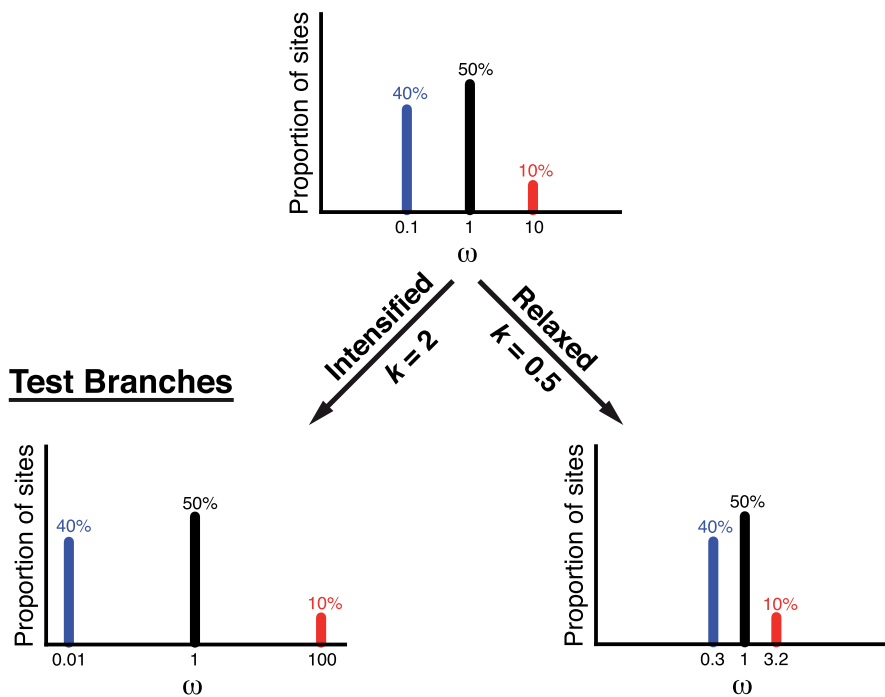 Proportion of sites
40%
50%
10%
0.1
1
10
ω
Intensified
k = 2
Relaxed
k = 0.5
Test Branches
Proportion of sites
40%
50%
10%
0.01
1
100
ω
Proportion of sites
40%
50%
10%
0.3
1
3.2
ω